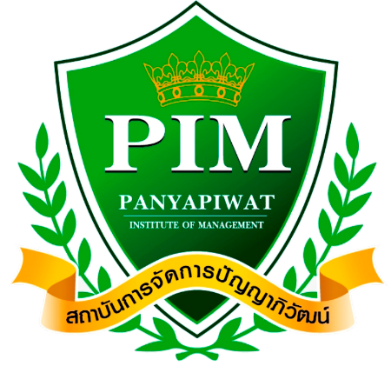 PIM
PANYAPIWAT
INSTITUTE OF MANAGEMENT
สถาบันการจัดการปัญญาภิวัฒน์